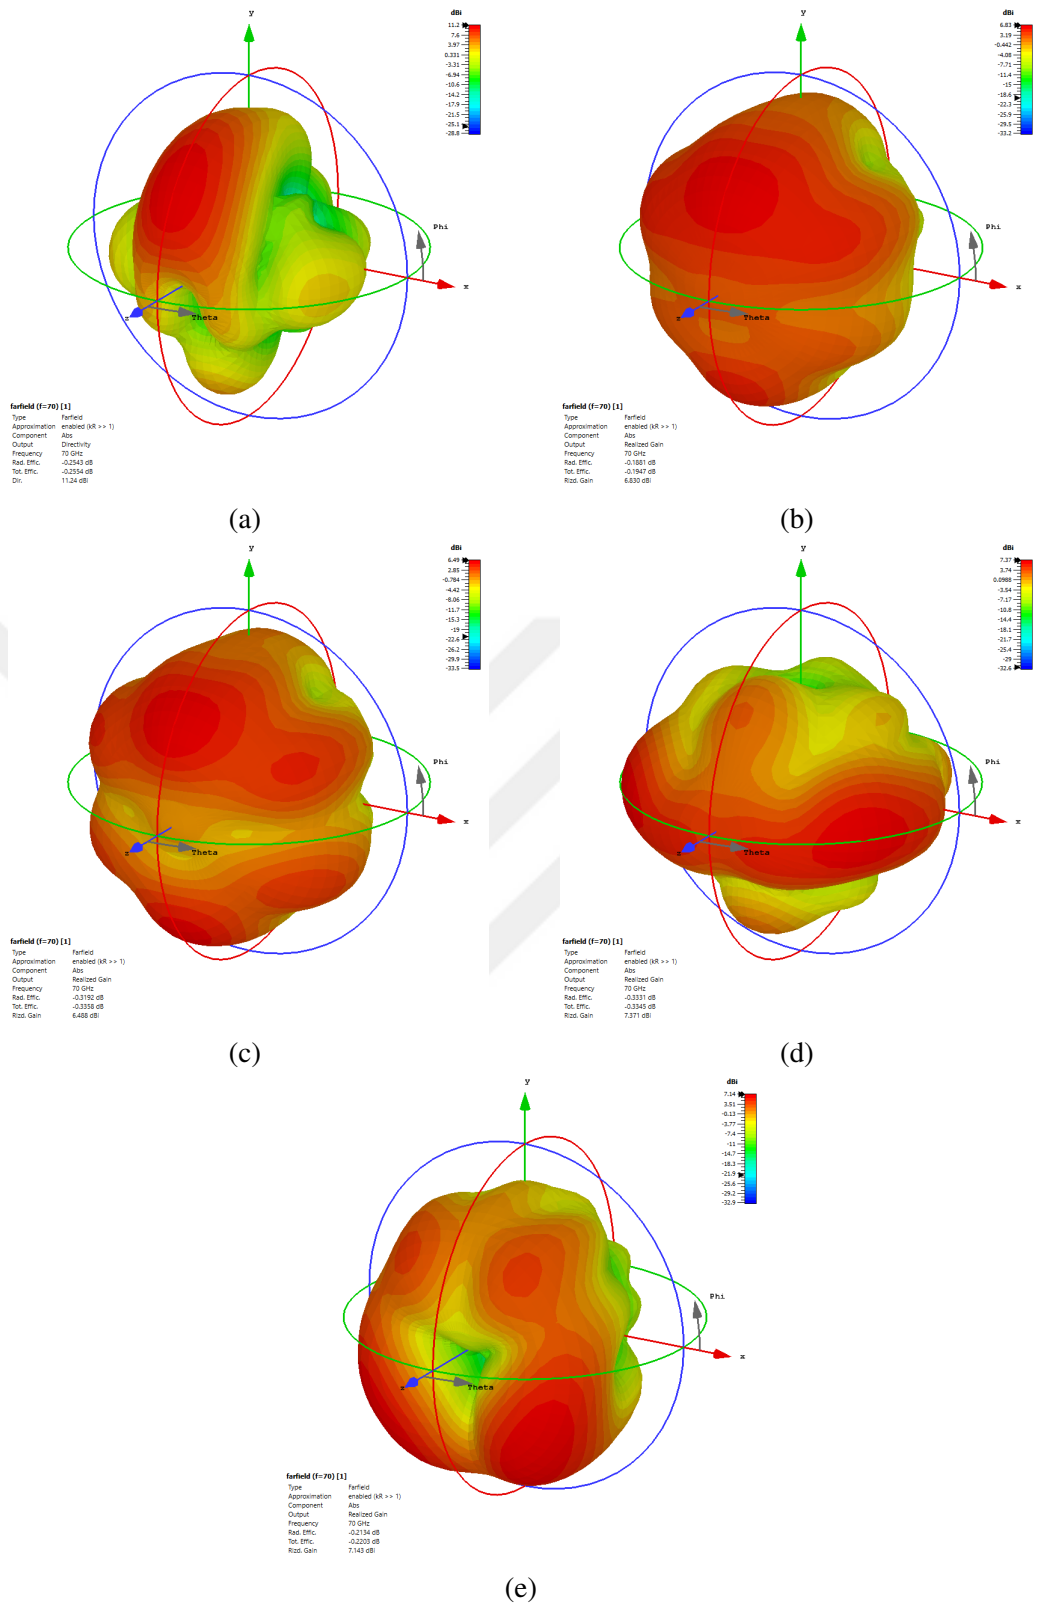 y
dBi
11.2
7.6
3.97
0.331
-3.31
-6.94
-10.6
-14.2
-17.9
-21.5
-25.1
-28.8
Phi
x
z
Theta
farfield (f=70) [1]
Type Farfield
Approximation enabled (kR >> 1)
Component Abs
Output Directivity
Frequency 70 GHz
Rad. Effic. -0.2543 dB
Tot. Effic. -0.2554 dB
Dir. 11.24 dBi
(a)
y
dBi
6.83
3.19
-0.442
-4.08
-7.71
-11.4
-15
-18.6
-22.3
-25.9
-29.5
-33.2
Phi
x
z
Theta
farfield (f=70) [1]
Type Farfield
Approximation enabled (kR >> 1)
Component Abs
Output Realized Gain
Frequency 70 GHz
Rad. Effic. -0.1881 dB
Tot. Effic. -0.1947 dB
Rlzd. Gain 6.830 dBi
(b)
y
dBi
6.49
2.85
-0.784
-4.42
-8.06
-11.7
-15.3
-19
-22.6
-26.2
-29.9
-33.5
Phi
x
z
Theta
farfield (f=70) [1]
Type Farfield
Approximation enabled (kR >> 1)
Component Abs
Output Realized Gain
Frequency 70 GHz
Rad. Effic. -0.3192 dB
Tot. Effic. -0.3358 dB
Rlzd. Gain 6.488 dBi
(c)
y
dBi
7.37
3.74
0.0988
-3.54
-7.17
-10.8
-14.4
-18.1
-21.7
-25.4
-29
-32.6
Phi
x
z
Theta
farfield (f=70) [1]
Type Farfield
Approximation enabled (kR >> 1)
Component Abs
Output Realized Gain
Frequency 70 GHz
Rad. Effic. -0.3331 dB
Tot. Effic. -0.3345 dB
Rlzd. Gain 7.371 dBi
(d)
y
dBi
7.14
3.51
-0.13
-3.77
-7.4
-11
-14.7
-18.3
-21.9
-25.6
-29.2
-32.9
Phi
x
z
Theta
farfield (f=70) [1]
Type Farfield
Approximation enabled (kR >> 1)
Component Abs
Output Realized Gain
Frequency 70 GHz
Rad. Effic. -0.2134 dB
Tot. Effic. -0.2203 dB
Rlzd. Gain 7.143 dBi
(e)